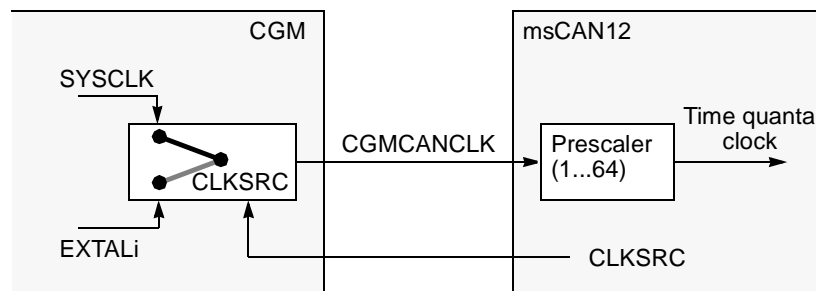 CGM
msCAN12
SYSCLK
CGMCANCLK
Prescaler
(1...64)
Time quanta
clock
CLKSRC
EXTALi
CLKSRC